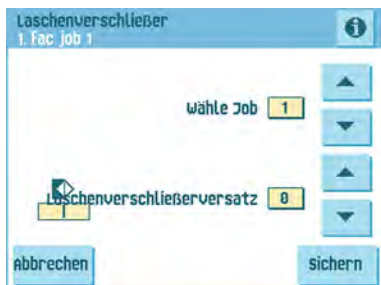 Laschenverschließer
1. Fac job 1
Wähle Job 1
Laschenverschließerversatz 0
Abbrechen
Sichern